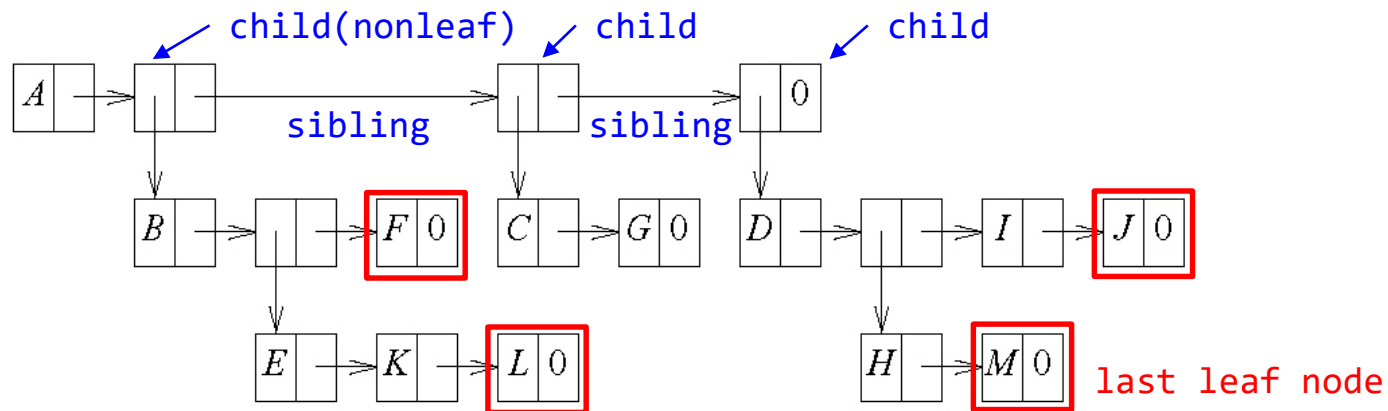 child(nonleaf) child child
A 0
sibling sibling
B F 0 C G 0 D I J 0
E K L 0 H M 0
last leaf node